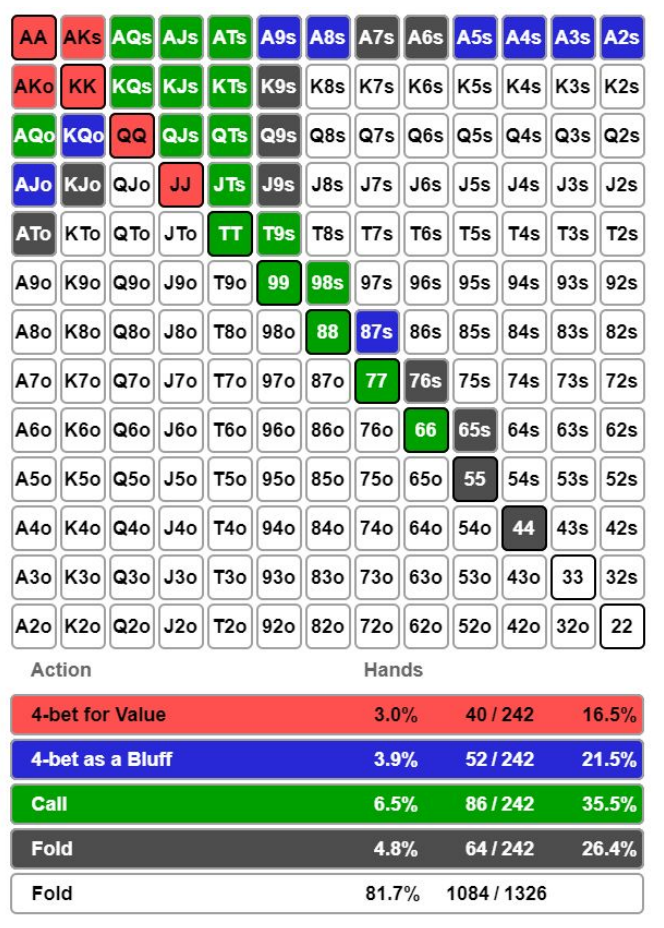 AA AKs AQs AJs ATs A9s A8s A7s A6s A5s A4s A3s A2s
AKo KK KQs KJs KTs K9s K8s K7s K6s K5s K4s K3s K2s
AQo KQo QQ QJs QTs Q9s Q8s Q7s Q6s Q5s Q4s Q3s Q2s
AJo KJo QJo JJ JTs J9s J8s J7s J6s J5s J4s J3s J2s
ATo KTo QTo JTo TT T9s T8s T7s T6s T5s T4s T3s T2s
A9o K9o Q9o J9o T9o 99 98s 97s 96s 95s 94s 93s 92s
A8o K8o Q8o J8o T8o 98o 88 87s 86s 85s 84s 83s 82s
A7o K7o Q7o J7o T7o 97o 87o 77 76s 75s 74s 73s 72s
A6o K6o Q6o J6o T6o 96o 86o 76o 66 65s 64s 63s 62s
A5o K5o Q5o J5o T5o 95o 85o 75o 65o 55 54s 53s 52s
A4o K4o Q4o J4o T4o 94o 84o 74o 64o 54o 44 43s 42s
A3o K3o Q3o J3o T3o 93o 83o 73o 63o 53o 43o 33 32s
A2o K2o Q2o J2o T2o 92o 82o 72o 62o 52o 42o 32o 22
Action Hands
4-bet for Value 3.0% 40 / 242 16.5%
4-bet as a Bluff 3.9% 52 / 242 21.5%
Call 6.5% 86 / 242 35.5%
Fold 4.8% 64 / 242 26.4%
Fold 81.7% 1084 / 1326